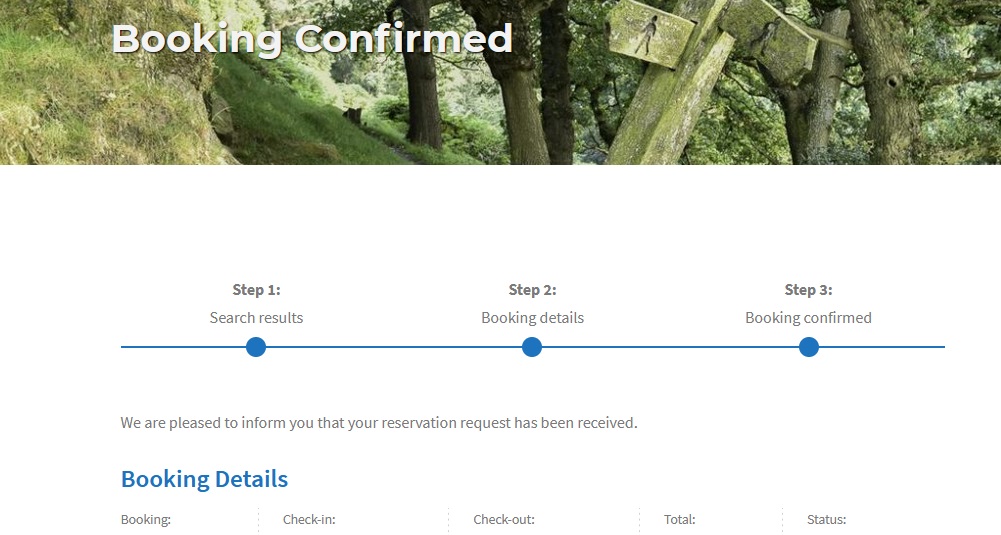 Booking Confirmed
Step 1:
Search results
Step 2:
Booking details
Step 3:
Booking confirmed
We are pleased to inform you that your reservation request has been received.
Booking Details
Booking: Check-in: Check-out: Total: Status: